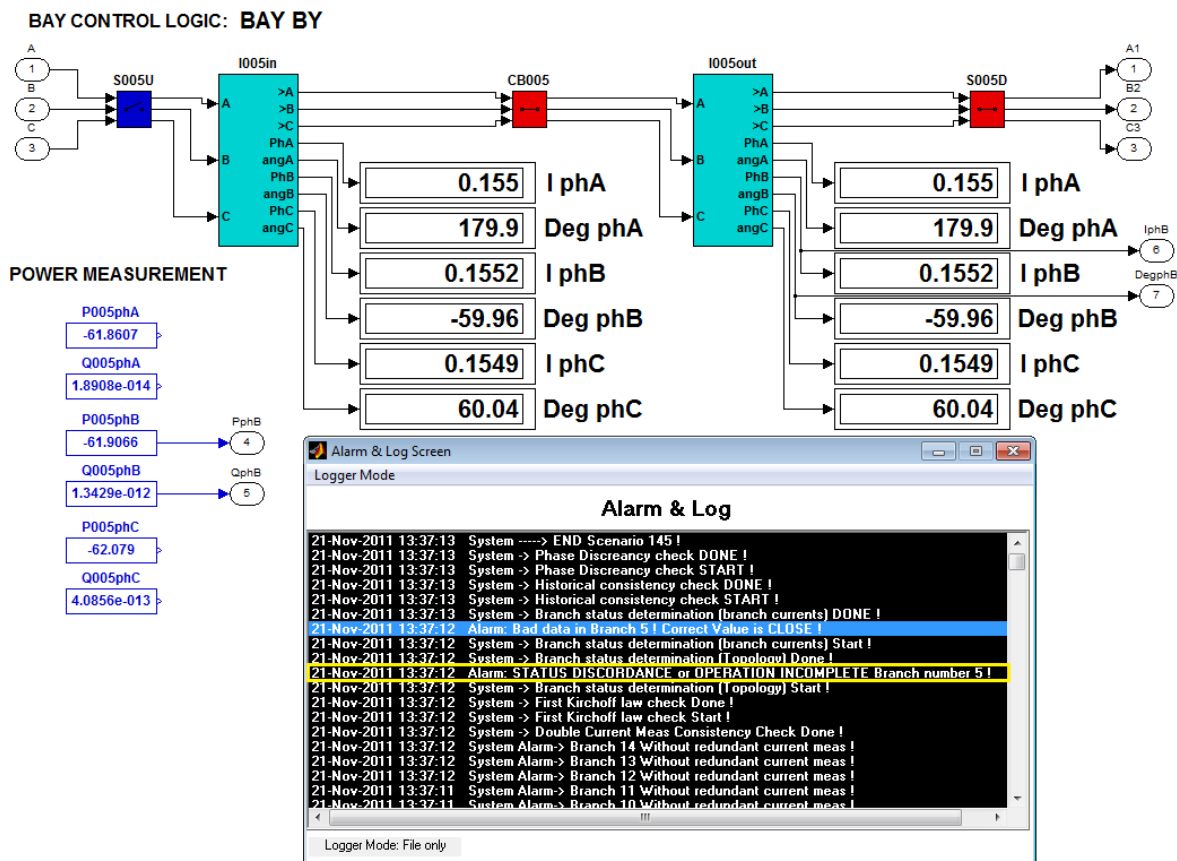 BAY CONTROL LOGIC: BAY BY
A
1
B
2
C
3
S005U
I005in
A
B
C
>A
>B
>C
PhA
angA
PhB
angB
PhC
angC
CB005
I005out
A
B
C
>A
>B
>C
PhA
angA
PhB
angB
PhC
angC
S005D
A1
1
B2
2
C3
3
0.155 I phA
179.9 Deg phA
0.1552 I phB
-59.96 Deg phB
0.1549 I phC
60.04 Deg phC
0.155 I phA
179.9 Deg phA
0.1552 I phB
-59.96 Deg phB
0.1549 I phC
60.04 Deg phC
IphB
6
DegphB
7
POWER MEASUREMENT
P005phA
-61.8607
Q005phA
1.8908e-014
P005phB
-61.9066
PphB
4
Q005phB
1.3429e-012
QphB
5
P005phC
-62.079
Q005phC
4.0856e-013
Alarm & Log Screen
Logger Mode
Alarm & Log
21-Nov-2011 13:37:13 System -----> END Scenario 145 !
21-Nov-2011 13:37:13 System -> Phase Discreancy check DONE !
21-Nov-2011 13:37:13 System -> Phase Discreancy check START !
21-Nov-2011 13:37:13 System -> Historical consistency check DONE !
21-Nov-2011 13:37:13 System -> Historical consistency check START !
21-Nov-2011 13:37:13 System -> Branch status determination (branch currents) DONE !
21-Nov-2011 13:37:12 Alarm: Bad data in Branch 5 ! Correct Value is CLOSE !
21-Nov-2011 13:37:12 System -> Branch status determination (branch currents) Start !
21-Nov-2011 13:37:12 System -> Branch status determination (Topology) Done !
21-Nov-2011 13:37:12 Alarm: STATUS DISCORDANCE or OPERATION INCOMPLETE Branch number 5 !
21-Nov-2011 13:37:12 System -> Branch status determination (Topology) Start !
21-Nov-2011 13:37:12 System -> First Kirchoff law check Done !
21-Nov-2011 13:37:12 System -> First Kirchoff law check Start !
21-Nov-2011 13:37:12 System -> Double Current Meas Consistency Check Done !
21-Nov-2011 13:37:12 System Alarm-> Branch 14 Without redundant current meas !
21-Nov-2011 13:37:12 System Alarm-> Branch 13 Without redundant current meas !
21-Nov-2011 13:37:12 System Alarm-> Branch 12 Without redundant current meas !
21-Nov-2011 13:37:11 System Alarm-> Branch 11 Without redundant current meas !
21-Nov-2011 13:37:11 System Alarm-> Branch 10 Without redundant current meas !
Logger Mode: File only